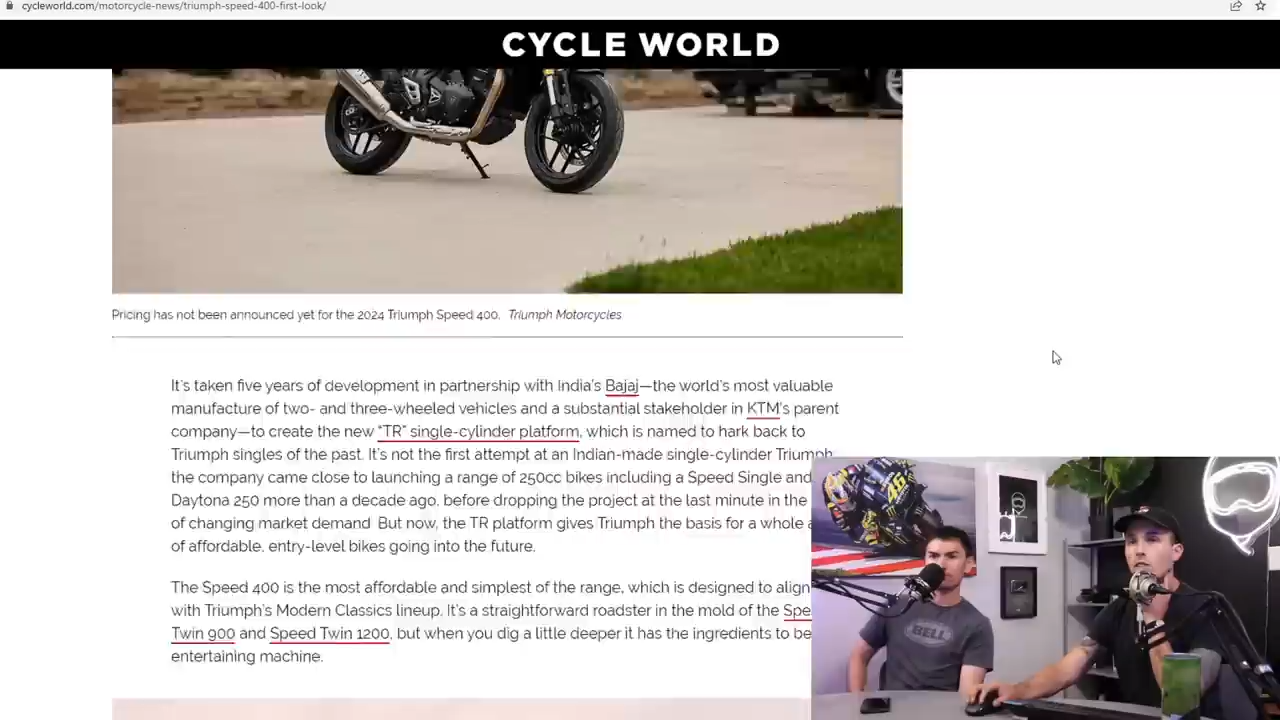 cycleworld.com/motorcycle-news/triumph-speed-400-first-look/
CYCLE WORLD
Pricing has not been announced yet for the 2024 Triumph Speed 400. Triumph Motorcycles
It's taken five years of development in partnership with India's Bajaj—the world's most valuable
manufacture of two- and three-wheeled vehicles and a substantial stakeholder in KTM's parent
company—to create the new "TR" single-cylinder platform, which is named to hark back to
Triumph singles of the past. It's not the first attempt at an Indian-made single-cylinder Triumph
the company came close to launching a range of 250cc bikes including a Speed Single and
Daytona 250 more than a decade ago, before dropping the project at the last minute in the
of changing market demand. But now, the TR platform gives Triumph the basis for a whole
of affordable, entry-level bikes going into the future.
The Speed 400 is the most affordable and simplest of the range, which is designed to align
with Triumph's Modern Classics lineup. It's a straightforward roadster in the mold of the Spe
Twin 900 and Speed Twin 1200, but when you dig a little deeper it has the ingredients to be
entertaining machine.
46
BELL